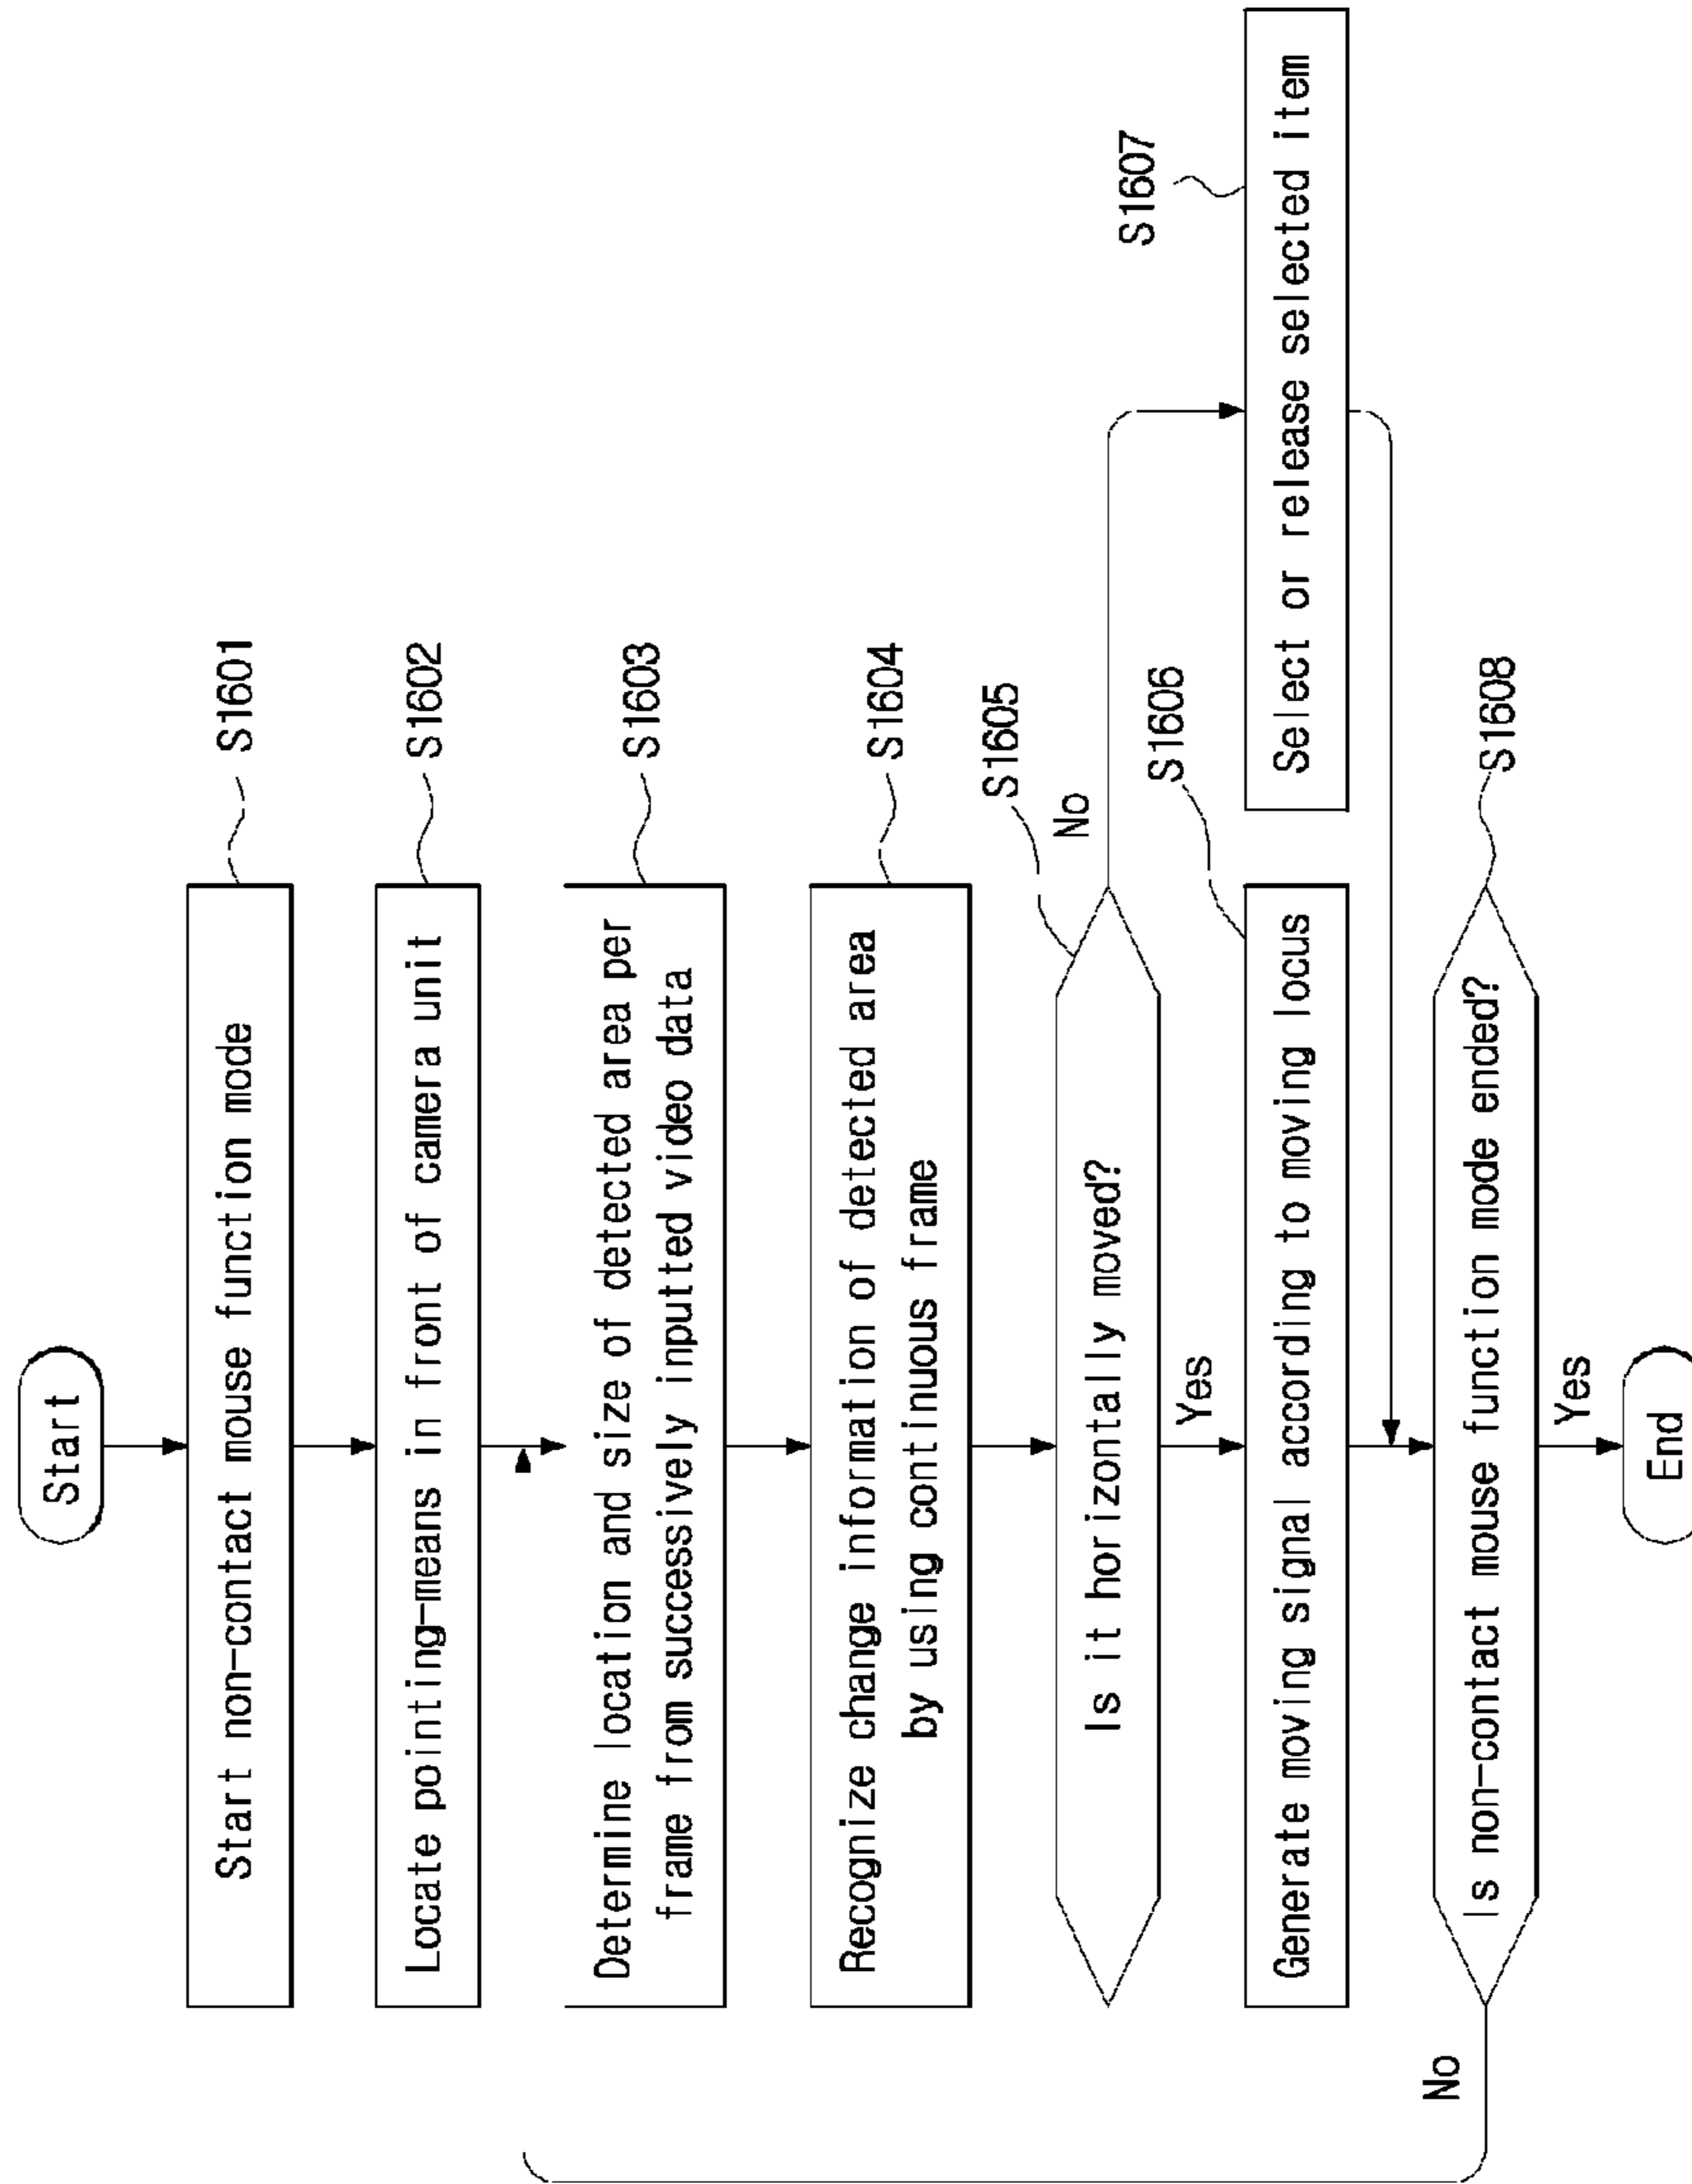 Start
Start non-contact mouse function mode
S1601
Locate pointing-means in front of camera unit
S1602
Determine location and size of detected area per
frame from successively inputted video data
S1603
Recognize change information of detected area
by using continuous frame
S1604
Is it horizontally moved?
S1605
No
Yes
Generate moving signal according to moving locus
S1606
Select or release selected item
S1607
Is non-contact mouse function mode ended?
S1608
No
Yes
End